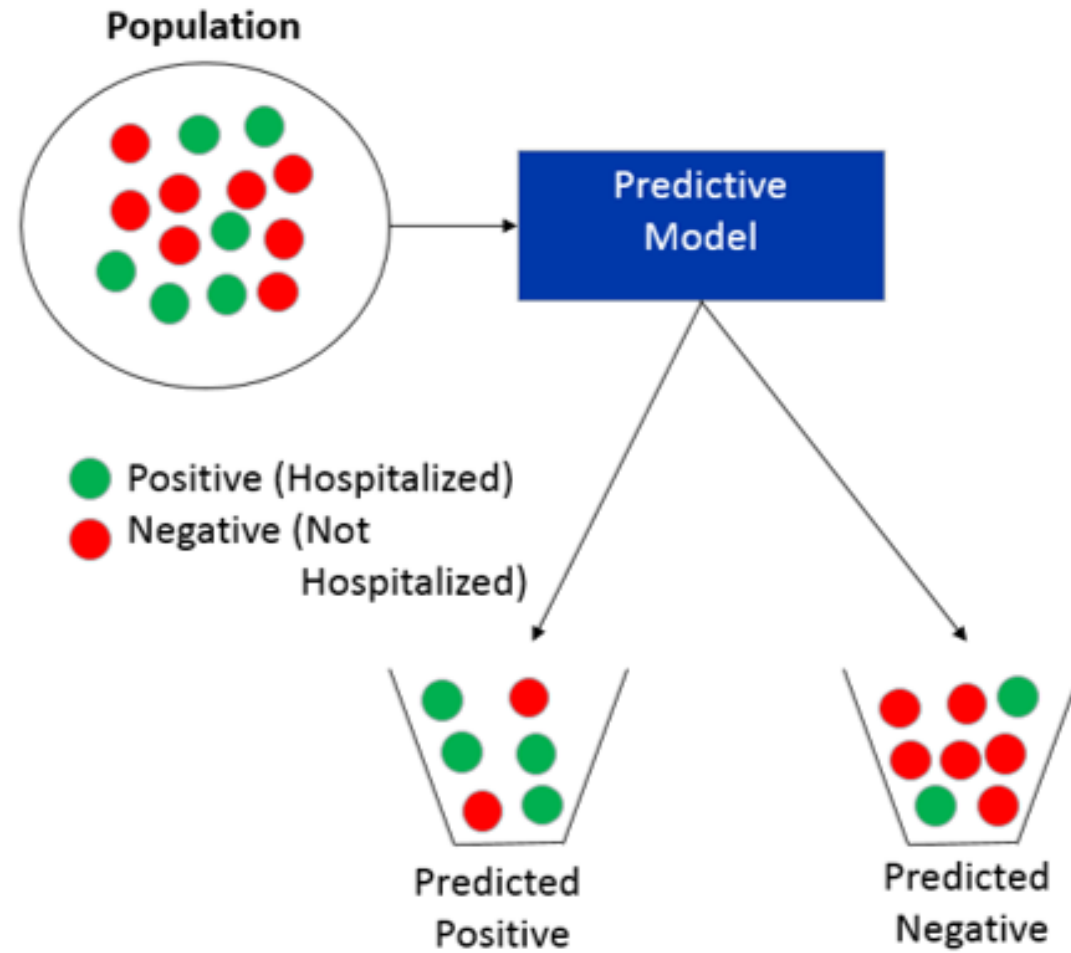 Population
Predictive
Model
Positive (Hospitalized)
Negative (Not
Hospitalized)
Predicted
Positive
Predicted
Negative